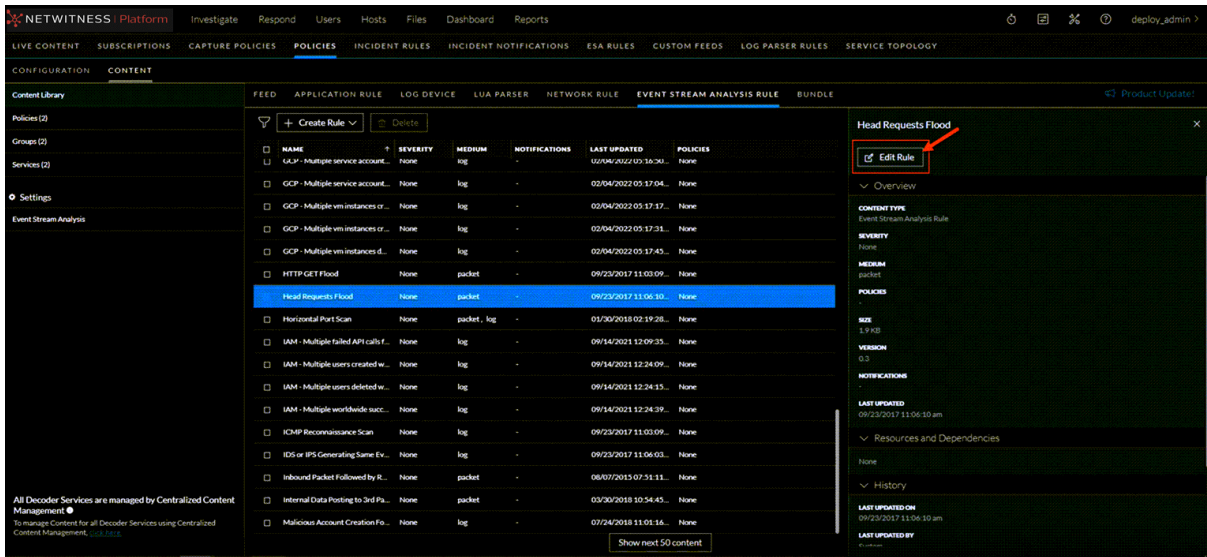 NETWITNESS | Platform Investigate Respond Users Hosts Files Dashboard Reports deploy_admin >
LIVE CONTENT SUBSCRIPTIONS CAPTURE POLICIES POLICIES INCIDENT RULES INCIDENT NOTIFICATIONS ESA RULES CUSTOM FEEDS LOG PARSER RULES SERVICE TOPOLOGY
CONFIGURATION CONTENT
Content Library
Policies (2)
Groups (2)
Services (2)
Settings
Event Stream Analysis
All Decoder Services are managed by Centralized Content
Management
To manage Content for all Decoder Services using Centralized
Content Management, click here.
FEED APPLICATION RULE LOG DEVICE LUA PARSER NETWORK RULE EVENT STREAM ANALYSIS RULE BUNDLE
Product Update!
+ Create Rule Delete
NAME ↑ SEVERITY MEDIUM NOTIFICATIONS LAST UPDATED POLICIES
GCP - Multiple service account... None log - 02/04/2022 05:16:50... None
GCP - Multiple service account... None log - 02/04/2022 05:17:04... None
GCP - Multiple vm instances cr... None log - 02/04/2022 05:17:17... None
GCP - Multiple vm instances cr... None log - 02/04/2022 05:17:31... None
GCP - Multiple vm instances d... None log - 02/04/2022 05:17:45... None
HTTP GET Flood None packet - 09/23/2017 11:03:09... None
Head Requests Flood None packet - 09/23/2017 11:06:10... None
Horizontal Port Scan None packet , log - 01/30/2018 02:19:28... None
IAM - Multiple failed API calls f... None log - 09/14/2021 12:09:35... None
IAM - Multiple users created w... None log - 09/14/2021 12:24:09... None
IAM - Multiple users deleted w... None log - 09/14/2021 12:24:15... None
IAM - Multiple worldwide succ... None log - 09/14/2021 12:24:39... None
ICMP Reconnaissance Scan None log - 09/23/2017 11:03:09... None
IDS or IPS Generating Same Ev... None log - 09/23/2017 11:06:03... None
Inbound Packet Followed by R... None packet - 08/07/2015 07:51:11... None
Internal Data Posting to 3rd Pa... None packet - 03/30/2018 10:54:45... None
Malicious Account Creation Fo... None log - 07/24/2018 11:01:16... None
Show next 50 content
Head Requests Flood ×
Edit Rule
Overview
CONTENT TYPE
Event Stream Analysis Rule
SEVERITY
None
MEDIUM
packet
POLICIES
-
SIZE
1.9 KB
VERSION
0.3
NOTIFICATIONS
-
LAST UPDATED
09/23/2017 11:06:10 am
Resources and Dependencies
None
History
LAST UPDATED ON
09/23/2017 11:06:10 am
LAST UPDATED BY